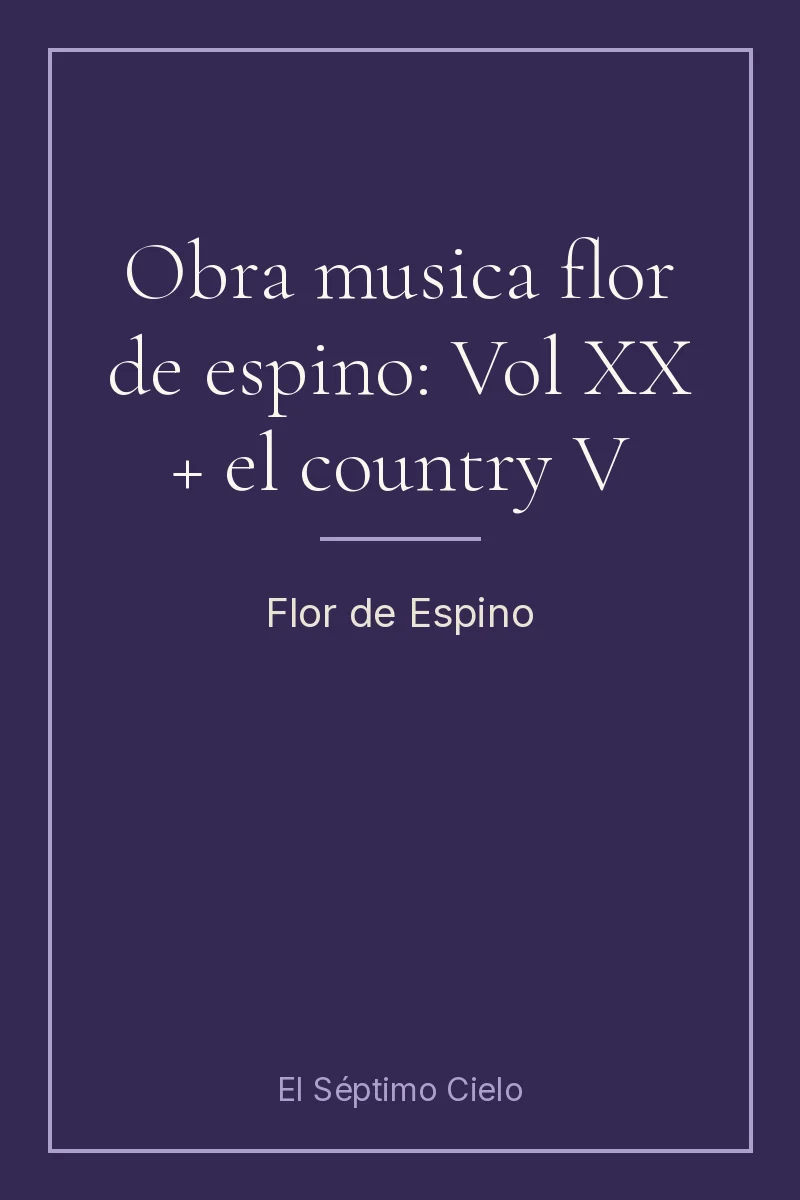 Obra musica flor
de espino: Vol XX
+ el country V
Flor de Espino
El Séptimo Cielo